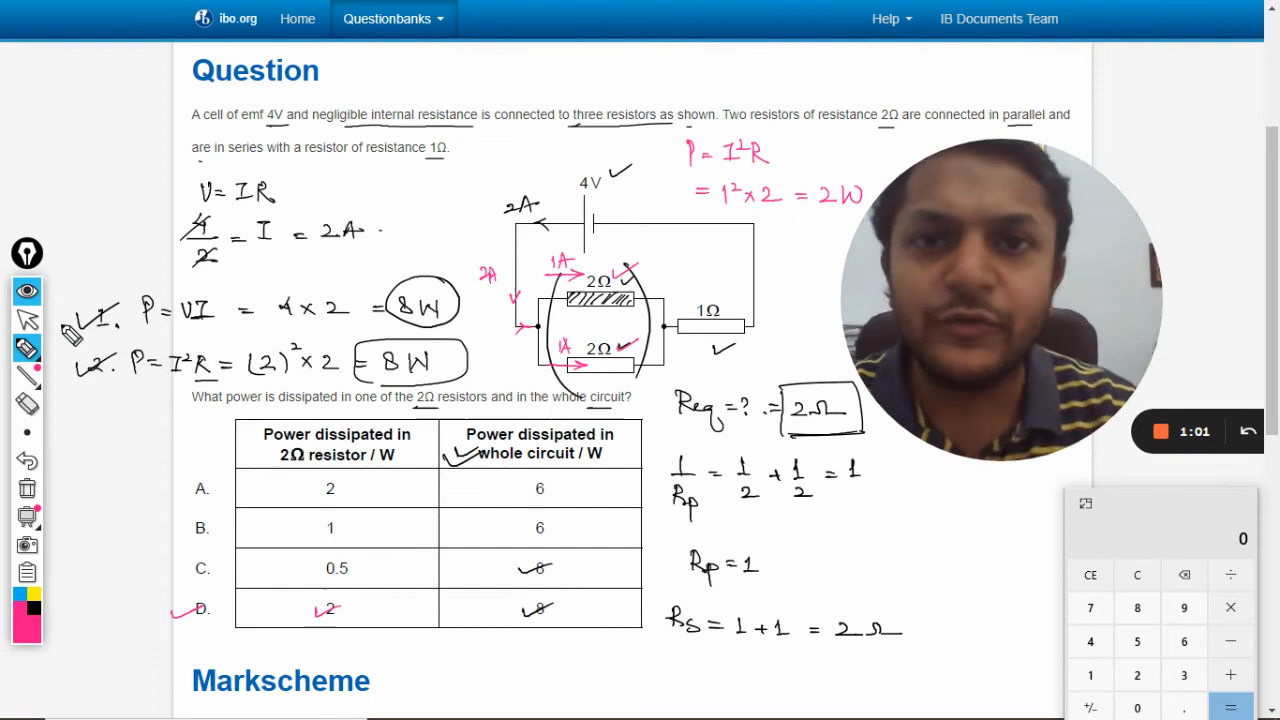 ibo.org Home Questionbanks Help IB Documents Team
Question
A cell of emf 4V and negligible internal resistance is connected to three resistors as shown. Two resistors of resistance 2Ω are connected in parallel and
are in series with a resistor of resistance 1Ω.
P = I²R
= 1² × 2 = 2W
V = IR
4/2 = I = 2A
4V
2A
2A
1A
2Ω
1Ω
1A
2Ω
1. P = VI = 4 × 2 = 8W
2. P = I²R = (2)² × 2 = 8W
What power is dissipated in one of the 2Ω resistors and in the whole circuit?
Req = ? = 2Ω
Power dissipated in 2Ω resistor / W Power dissipated in whole circuit / W
A. 2 6
B. 1 6
C. 0.5 8
D. 2 8
1/Rp = 1/2 + 1/2 = 1
Rp = 1
Rs = 1 + 1 = 2Ω
Markscheme
1:01
0
CE C ÷
7 8 9 ×
4 5 6 −
1 2 3 +
+/- 0 . =